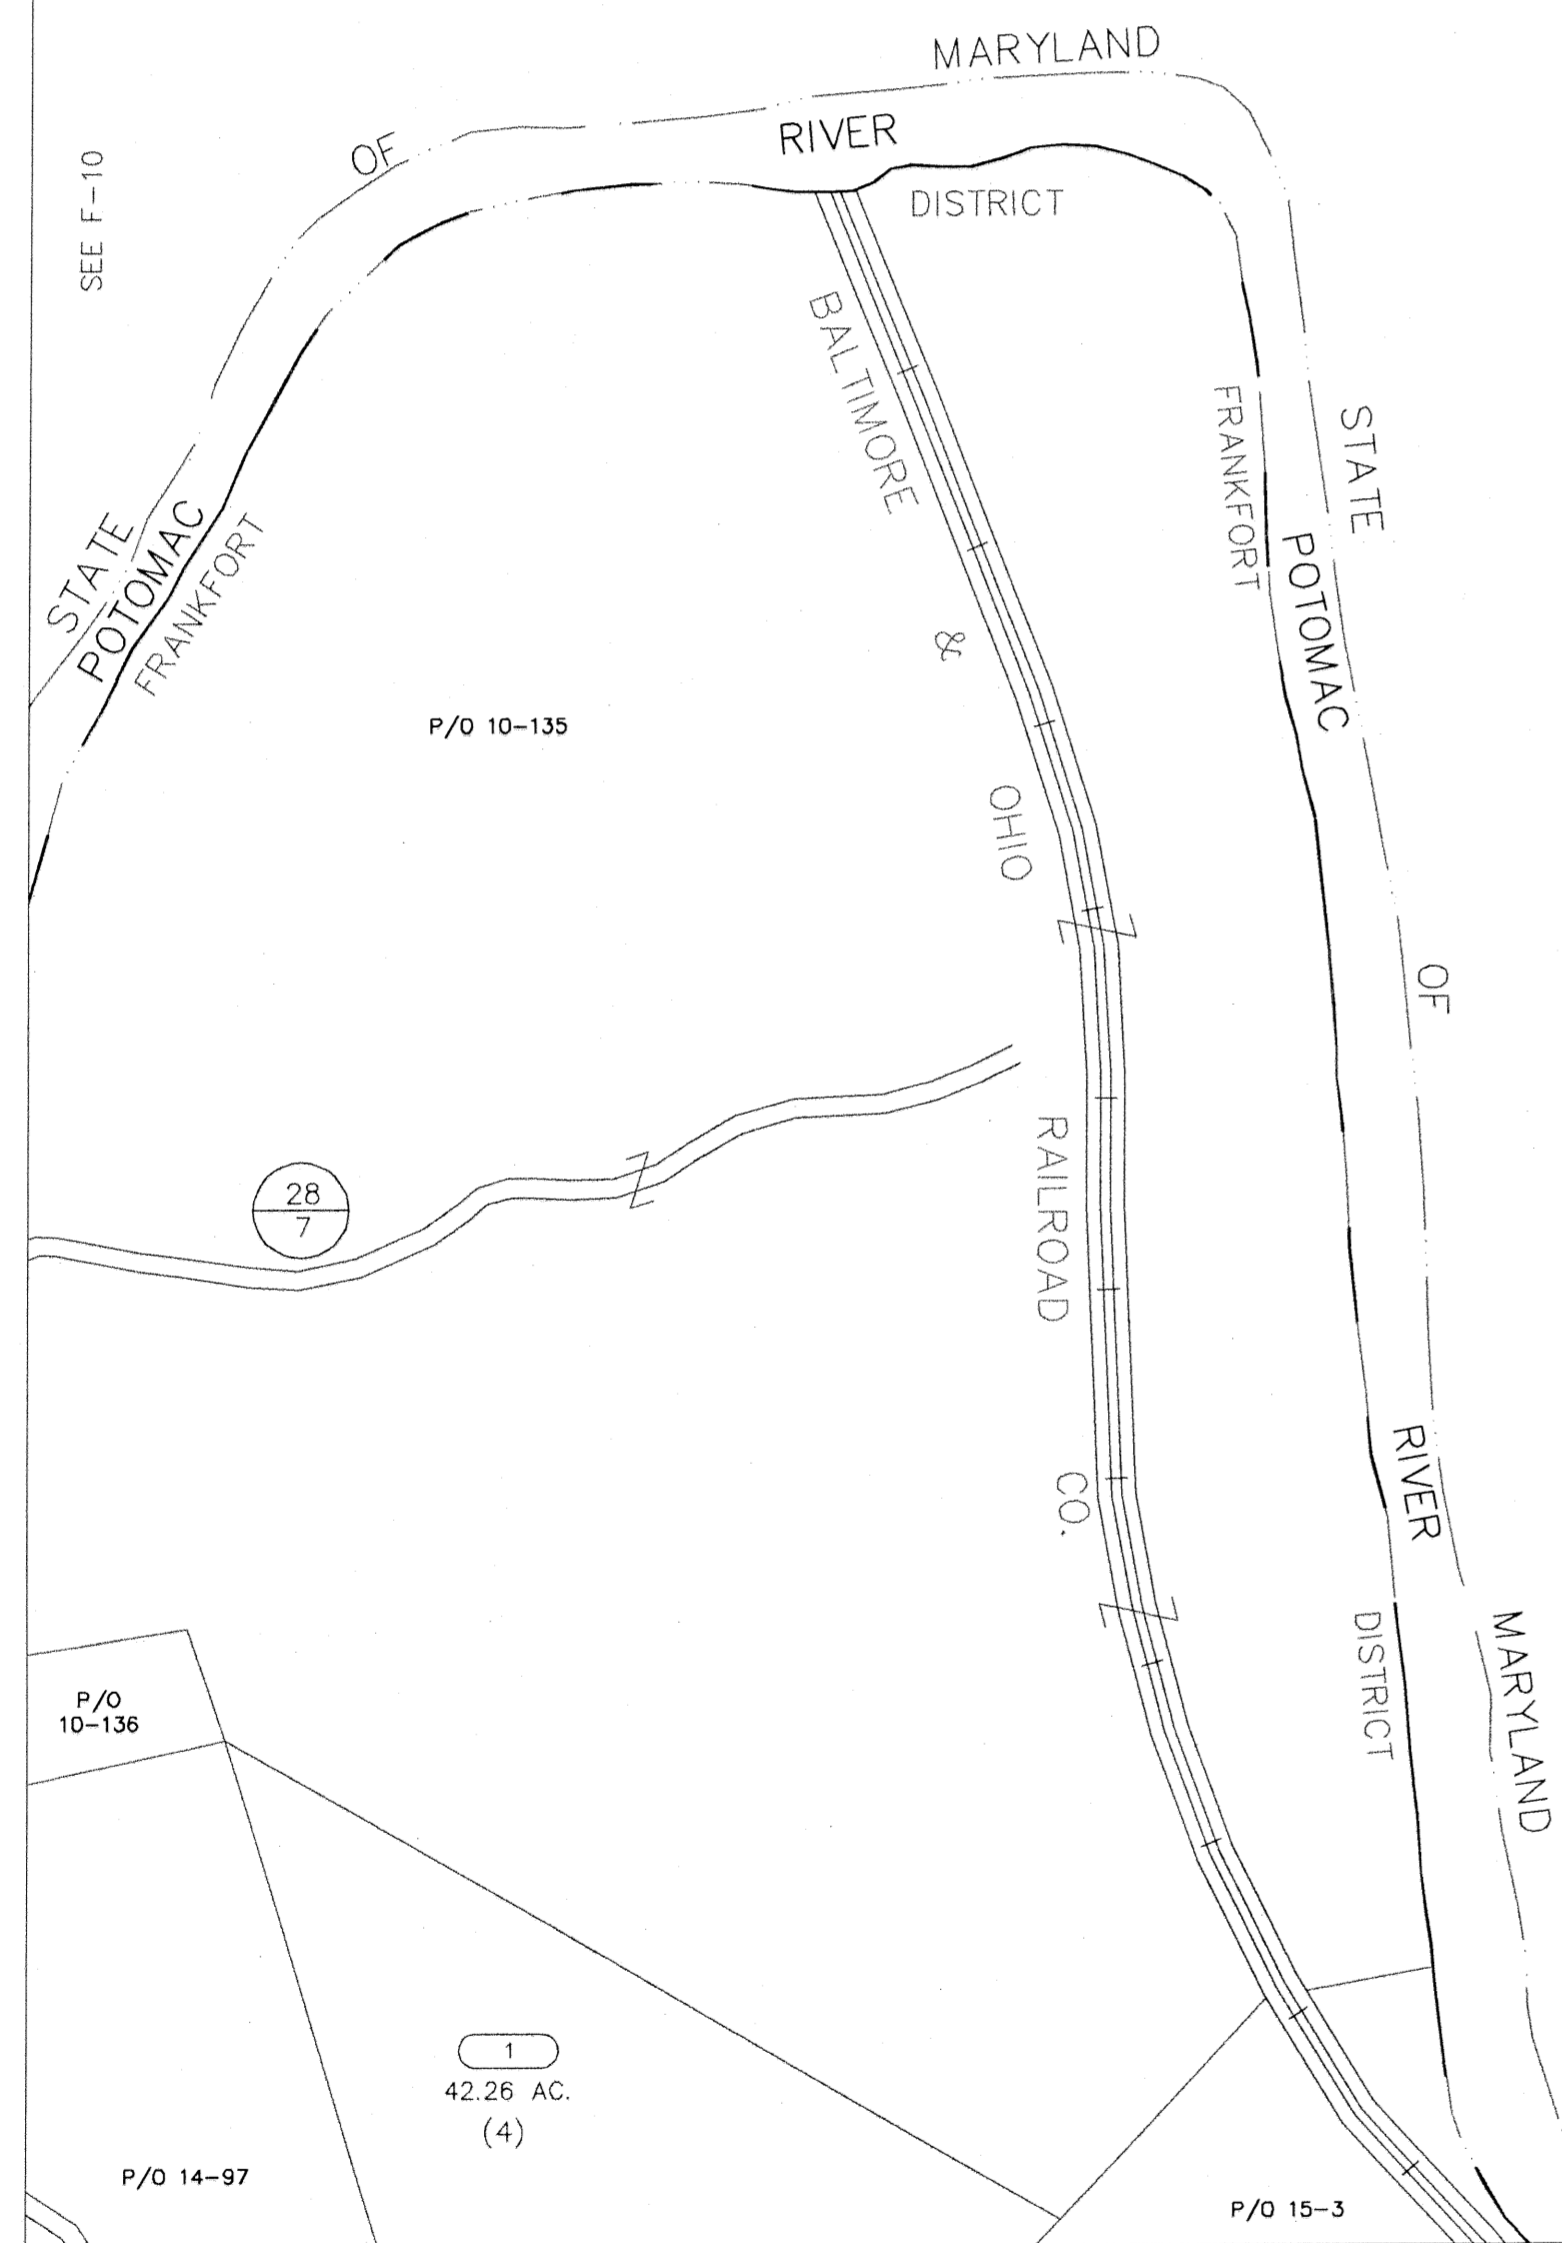 MARYLAND
OF
RIVER
SEE F-10
DISTRICT
BALTIMORE
FRANKFORT
STATE
STATE
POTOMAC
FRANKFORT
POTOMAC
&
P/O 10-135
OHIO
OF
28
7
RAILROAD
RIVER
CO.
DISTRICT
MARYLAND
P/O
10-136
1
42.26 AC.
(4)
P/O 14-97
P/O 15-3